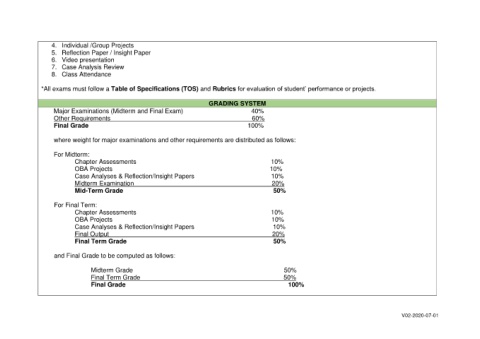 4. Individual /Group Projects
5. Reflection Paper / Insight Paper
6. Video presentation
7. Case Analysis Review
8. Class Attendance
*All exams must follow a Table of Specifications (TOS) and Rubrics for evaluation of student' performance or projects.
GRADING SYSTEM
Major Examinations (Midterm and Final Exam) 40%
Other Requirements 60%
Final Grade 100%
where weight for major examinations and other requirements are distributed as follows:
For Midterm:
Chapter Assessments 10%
OBA Projects 10%
Case Analyses & Reflection/Insight Papers 10%
Midterm Examination 20%
Mid-Term Grade 50%
For Final Term:
Chapter Assessments 10%
OBA Projects 10%
Case Analyses & Reflection/Insight Papers 10%
Final Output 20%
Final Term Grade 50%
and Final Grade to be computed as follows:
Midterm Grade 50%
Final Term Grade 50%
Final Grade 100%
V02-2020-07-01